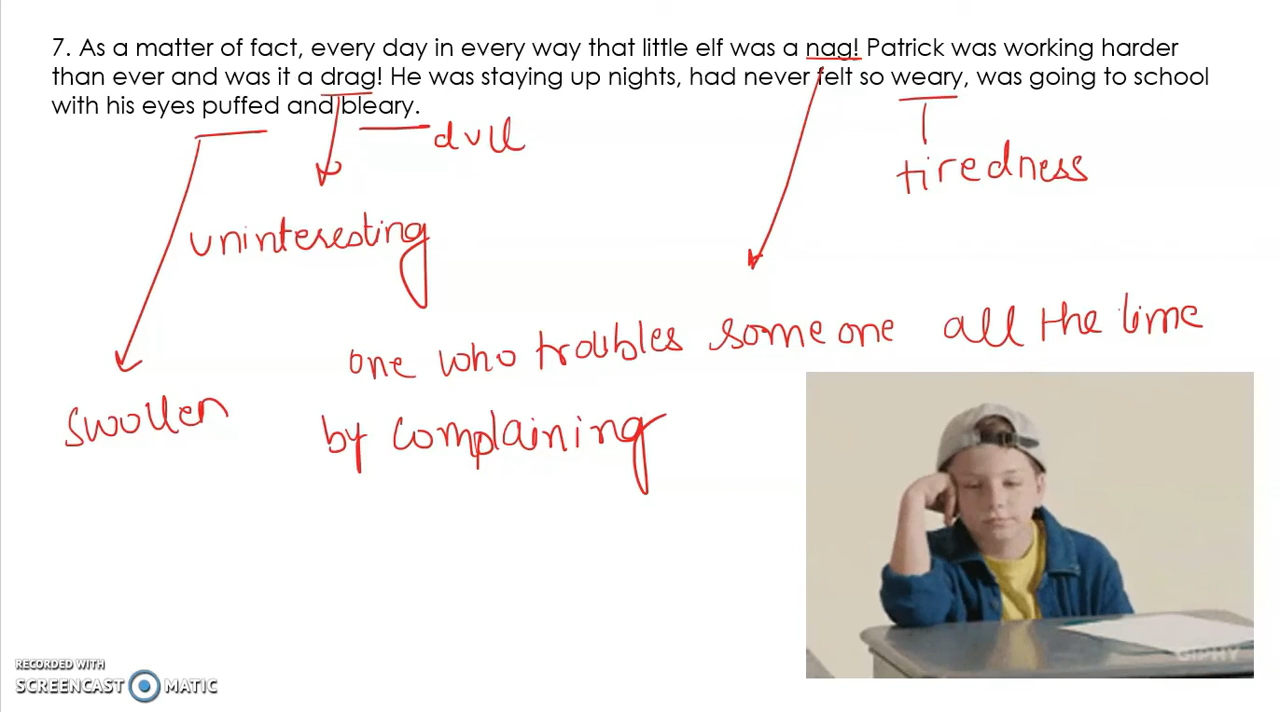 7. As a matter of fact, every day in every way that little elf was a nag! Patrick was working harder
than ever and was it a drag! He was staying up nights, had never felt so weary, was going to school
with his eyes puffed and bleary.
dull
tiredness
uninteresting
one who troubles someone all the time
swollen by complaining
RECORDED WITH
SCREENCAST MATIC
GIPHY